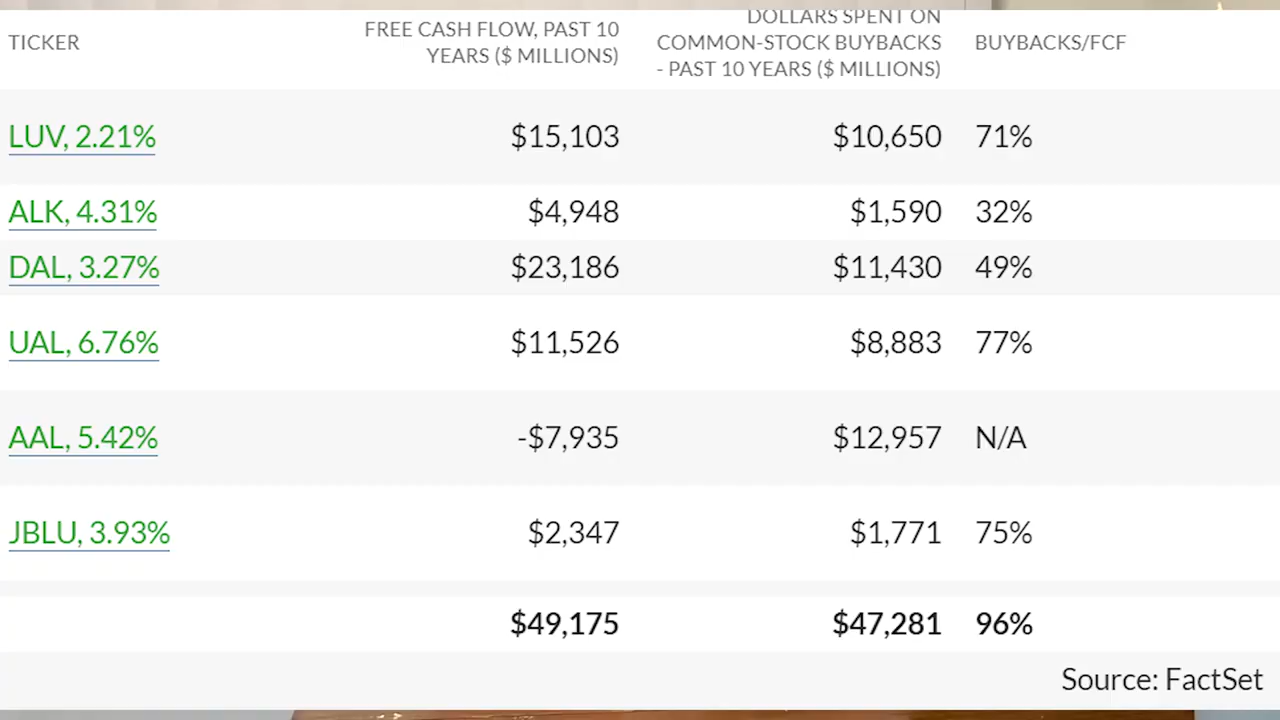 TICKER
FREE CASH FLOW, PAST 10
YEARS ($ MILLIONS)
DOLLARS SPENT ON
COMMON-STOCK BUYBACKS
- PAST 10 YEARS ($ MILLIONS)
BUYBACKS/FCF
LUV, 2.21% $15,103 $10,650 71%
ALK, 4.31% $4,948 $1,590 32%
DAL, 3.27% $23,186 $11,430 49%
UAL, 6.76% $11,526 $8,883 77%
AAL, 5.42% -$7,935 $12,957 N/A
JBLU, 3.93% $2,347 $1,771 75%
$49,175 $47,281 96%
Source: FactSet